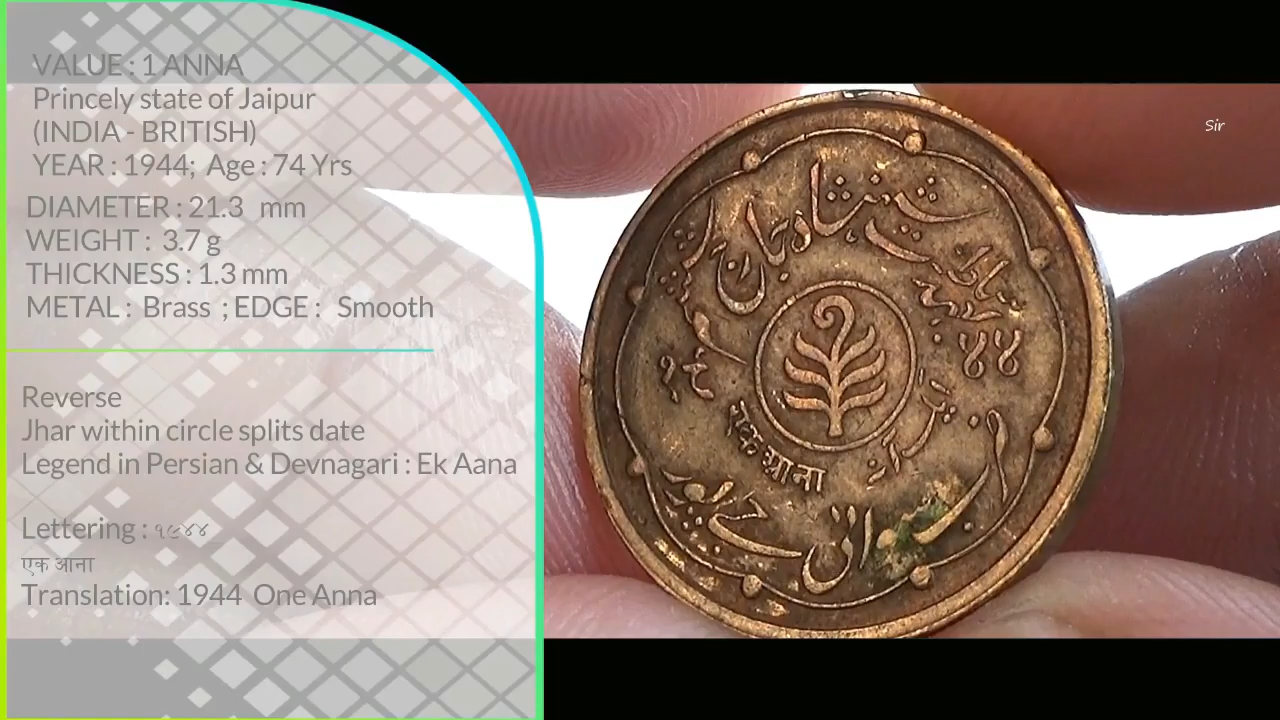 VALUE : 1 ANNA
Princely state of Jaipur
(INDIA - BRITISH)
YEAR : 1944; Age : 74 Yrs
DIAMETER : 21.3 mm
WEIGHT : 3.7 g
THICKNESS : 1.3 mm
METAL : Brass ; EDGE : Smooth
Reverse
Jhar within circle splits date
Legend in Persian & Devnagari : Ek Aana
Lettering : १९४४
एक आना
Translation: 1944 One Anna
Sir
१९
४४
एक आना